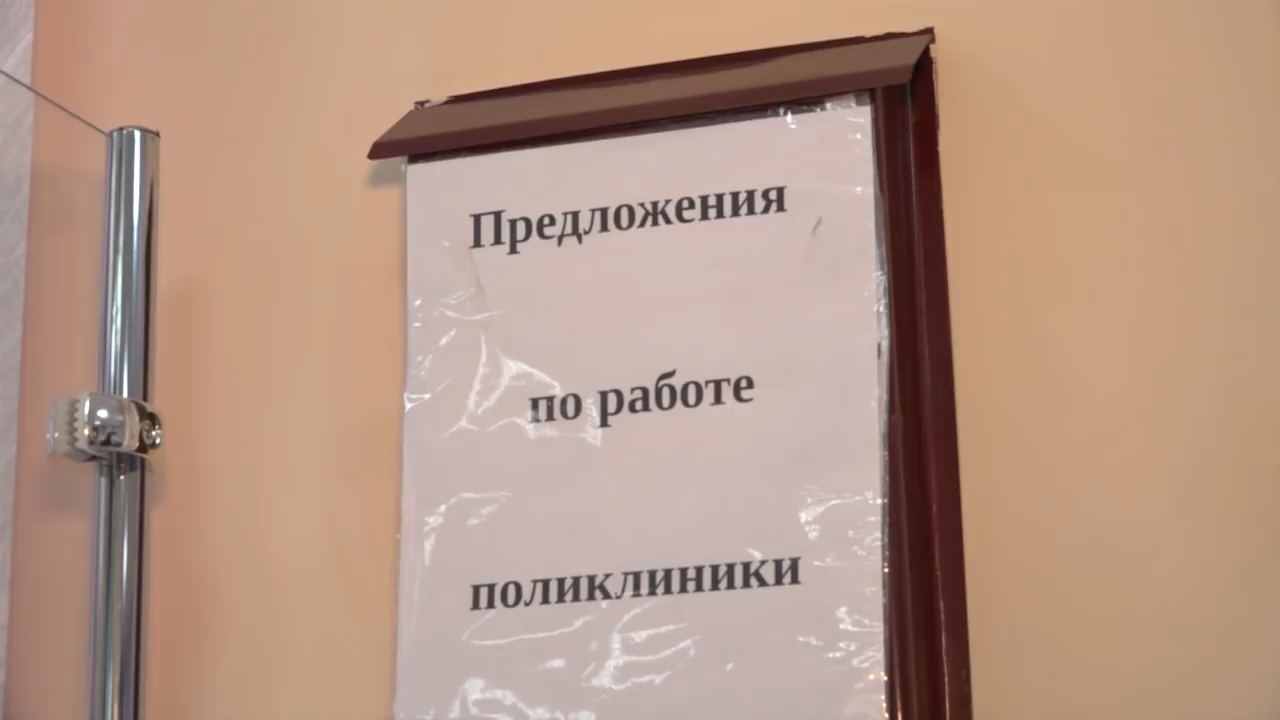 Предложения
по работе
поликлиники